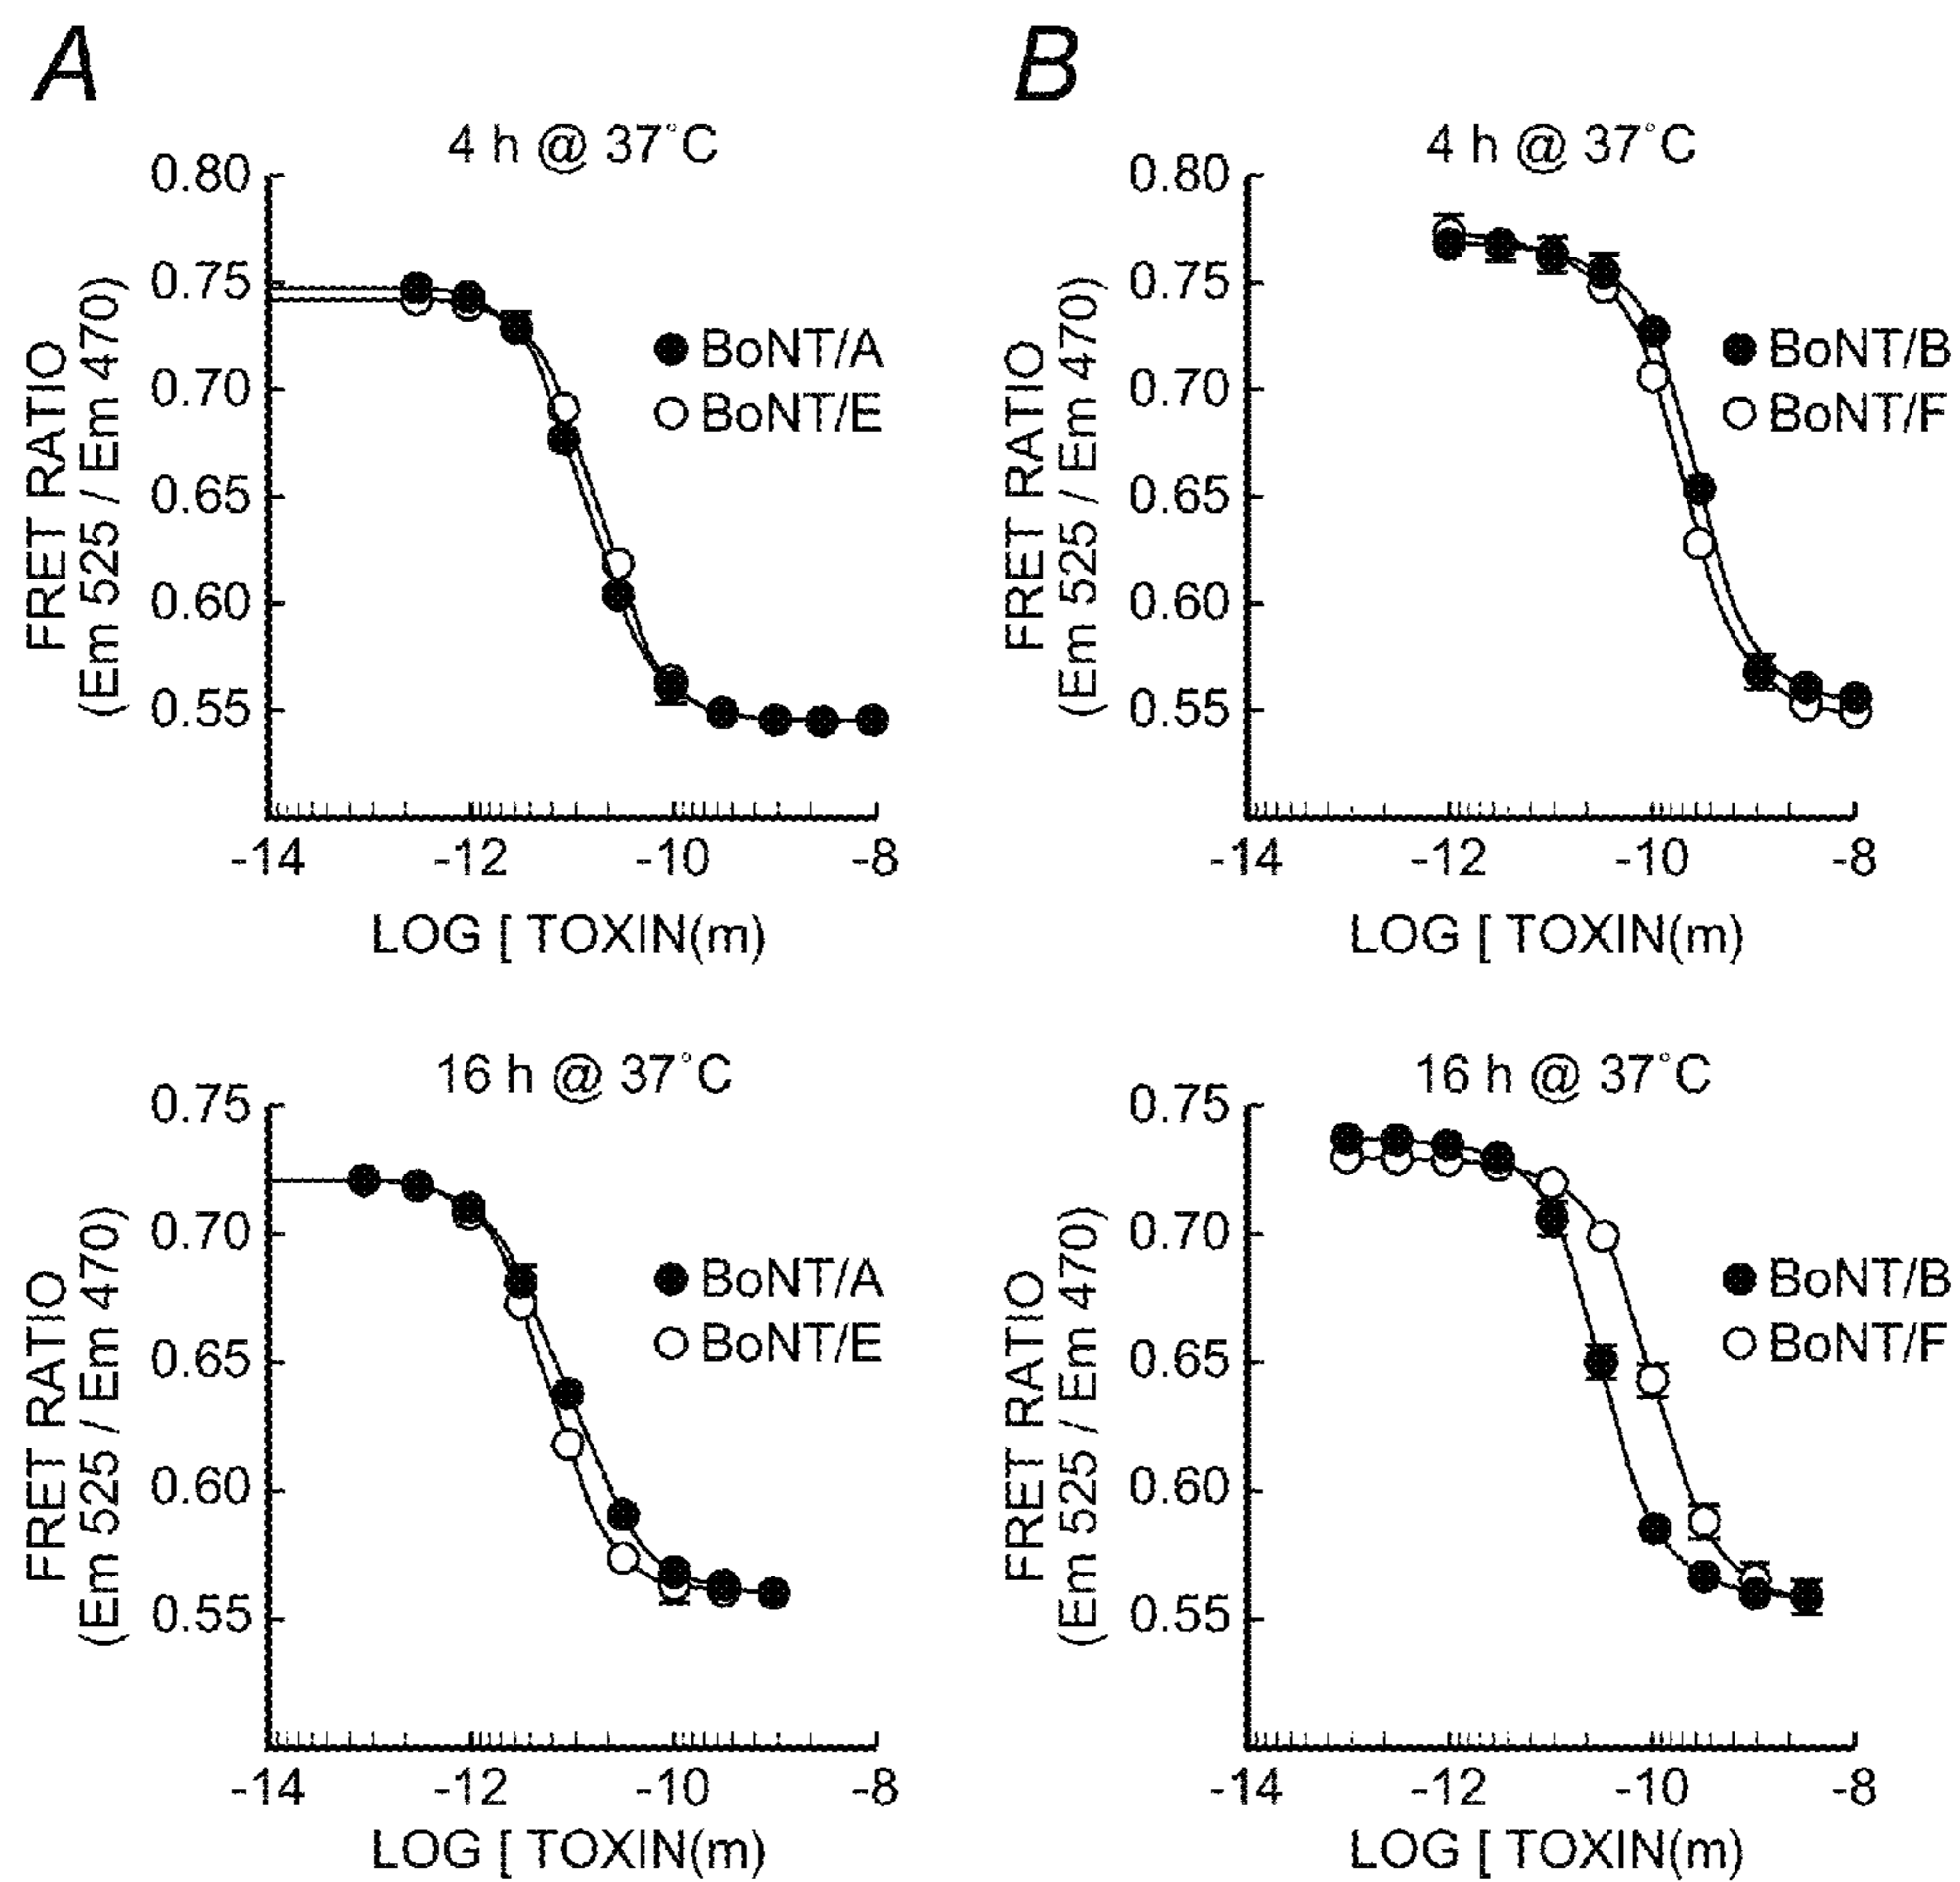 A
4 h @ 37°C
0.80
0.75
0.70
0.65
0.60
0.55
FRET RATIO
(Em 525 / Em 470)
BoNT/A
BoNT/E
-14
-12
-10
-8
LOG [ TOXIN(m)
B
4 h @ 37°C
0.80
0.75
0.70
0.65
0.60
0.55
FRET RATIO
(Em 525 / Em 470)
BoNT/B
BoNT/F
-14
-12
-10
-8
LOG [ TOXIN(m)
16 h @ 37°C
0.75
0.70
0.65
0.60
0.55
FRET RATIO
(Em 525 / Em 470)
BoNT/A
BoNT/E
-14
-12
-10
-8
LOG [ TOXIN(m)
16 h @ 37°C
0.75
0.70
0.65
0.60
0.55
FRET RATIO
(Em 525 / Em 470)
BoNT/B
BoNT/F
-14
-12
-10
-8
LOG [ TOXIN(m)